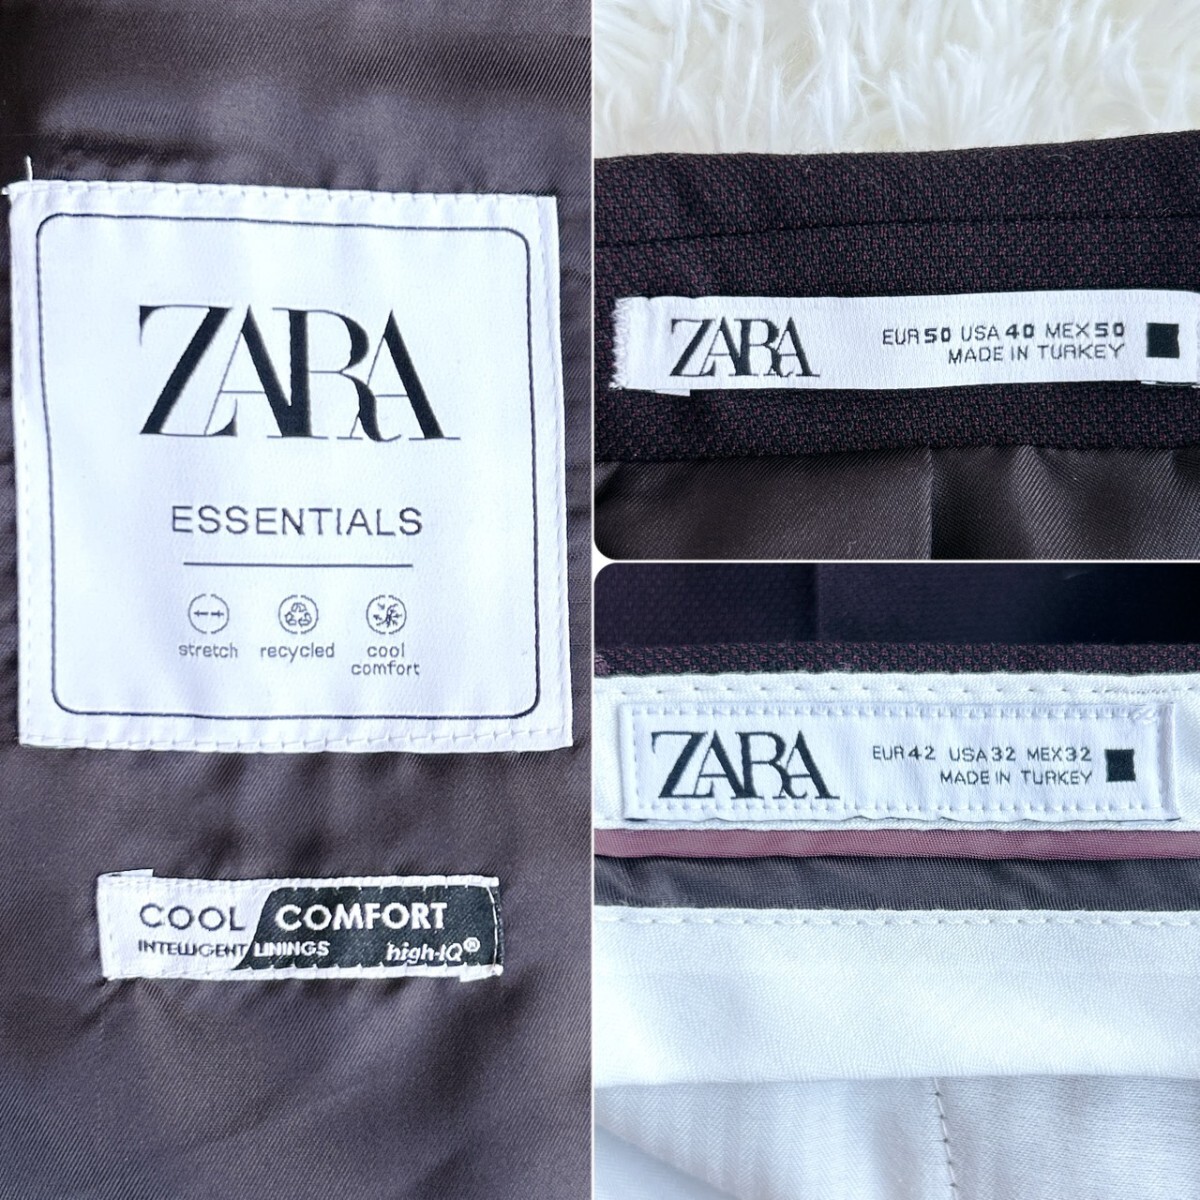 ZARA
ESSENTIALS
stretch recycled cool comfort
COOL COMFORT
INTELLIGENT LININGS high-IQ®
ZARA
EUR 50 USA 40 MEX 50
MADE IN TURKEY
ZARA
EUR 42 USA 32 MEX 32
MADE IN TURKEY